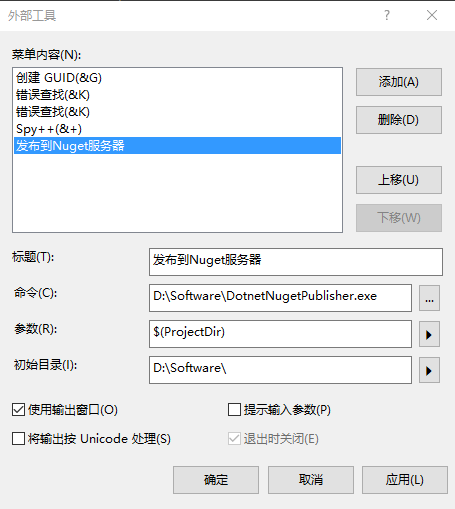 外部工具
? ×
菜单内容(N):
创建 GUID(&G)
错误查找(&K)
错误查找(&K)
Spy++(&+)
发布到Nuget服务器
添加(A)
删除(D)
上移(U)
下移(W)
标题(T): 发布到Nuget服务器
命令(C): D:\Software\DotnetNugetPublisher.exe ...
参数(R): $(ProjectDir)
初始目录(I): D:\Software\
使用输出窗口(O) 提示输入参数(P)
将输出按 Unicode 处理(S) 退出时关闭(E)
确定 取消 应用(L)